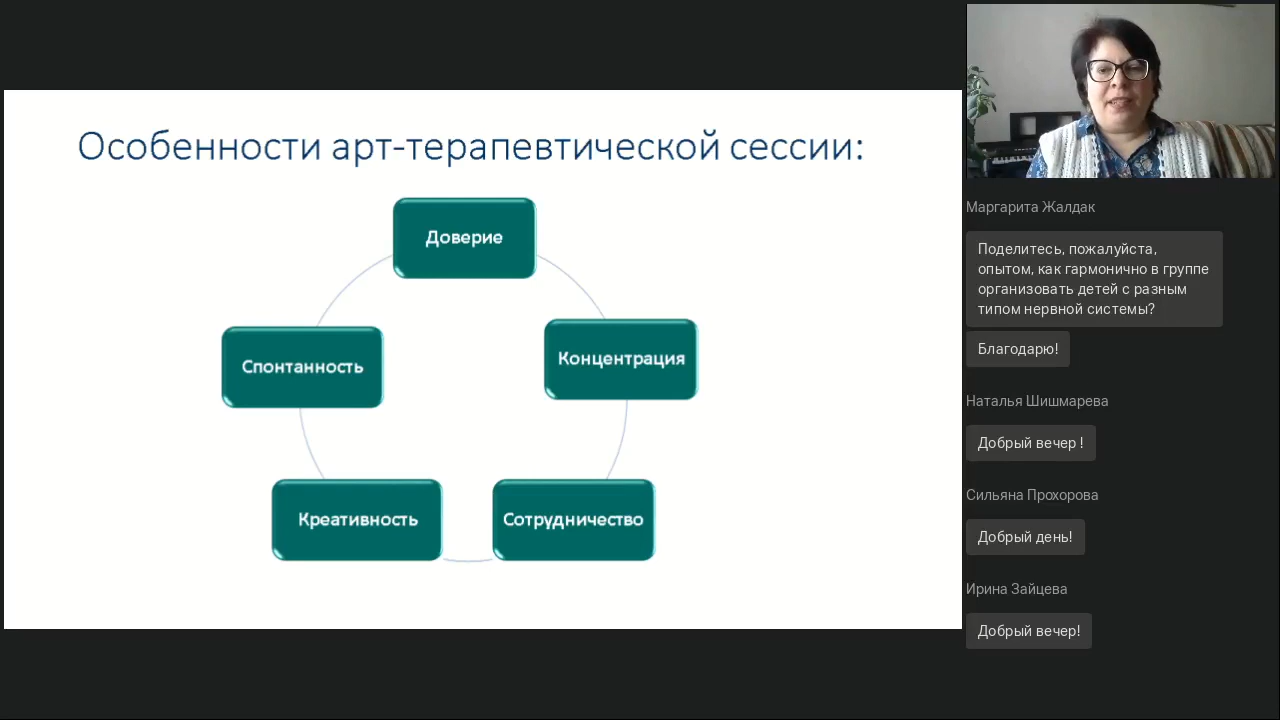 Особенности арт-терапевтической сессии:
Доверие
Концентрация
Сотрудничество
Креативность
Спонтанность
Маргарита Жалдак
Поделитесь, пожалуйста,
опытом, как гармонично в группе
организовать детей с разным
типом нервной системы?
Благодарю!
Наталья Шишмарева
Добрый вечер !
Сильяна Прохорова
Добрый день!
Ирина Зайцева
Добрый вечер!